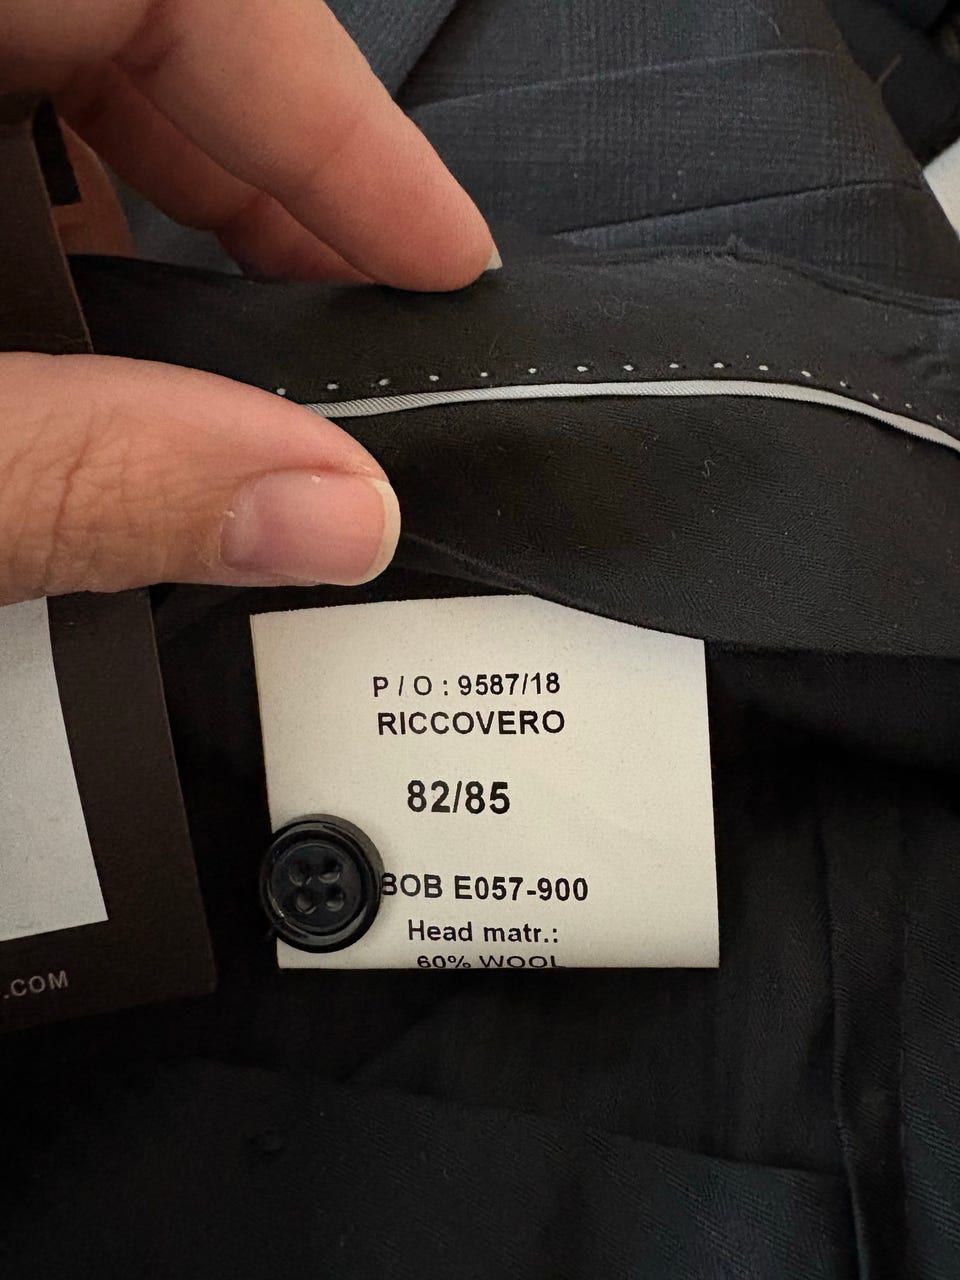 P / O : 9587/18
RICCOVERO
82/85
BOB E057-900
Head matr.:
60% WOOL
.COM